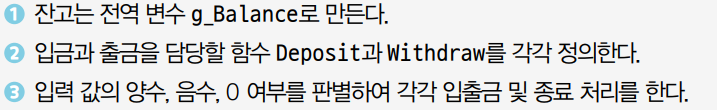 1 잔고는 전역 변수 g_Balance로 만든다.
2 입금과 출금을 담당할 함수 Deposit과 Withdraw를 각각 정의한다.
3 입력 값의 양수, 음수, 0 여부를 판별하여 각각 입출금 및 종료 처리를 한다.